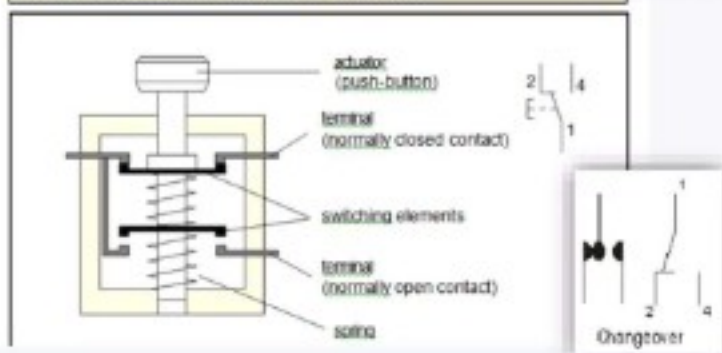 actuator
(push-button)
terminal
(normally closed contact)
switching elements
terminal
(normally open contact)
spring
2 4
1
1
2 4
Changeover